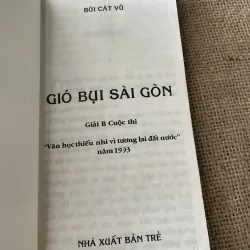 BÙI CÁT VŨ
GIÓ BỤI SÀI GÒN
Giải B Cuộc thi
"Văn học thiếu nhi vì tương lai đất nước"
năm 1993
NHÀ XUẤT BẢN TRẺ